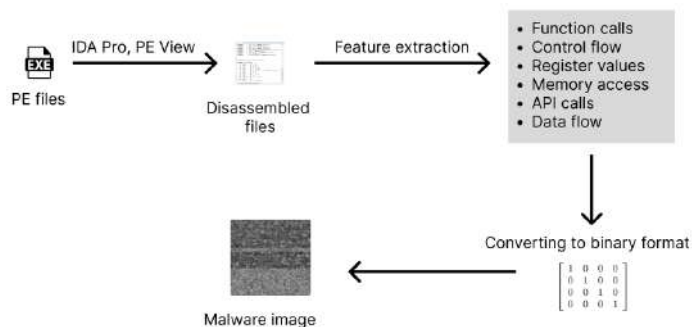 IDA Pro, PE View
EXE
PE files
Disassembled
files
Feature extraction
• Function calls
• Control flow
• Register values
• Memory access
• API calls
• Data flow
Converting to binary format
1 0 0 0
0 1 0 0
0 0 1 0
0 0 0 1
Malware image